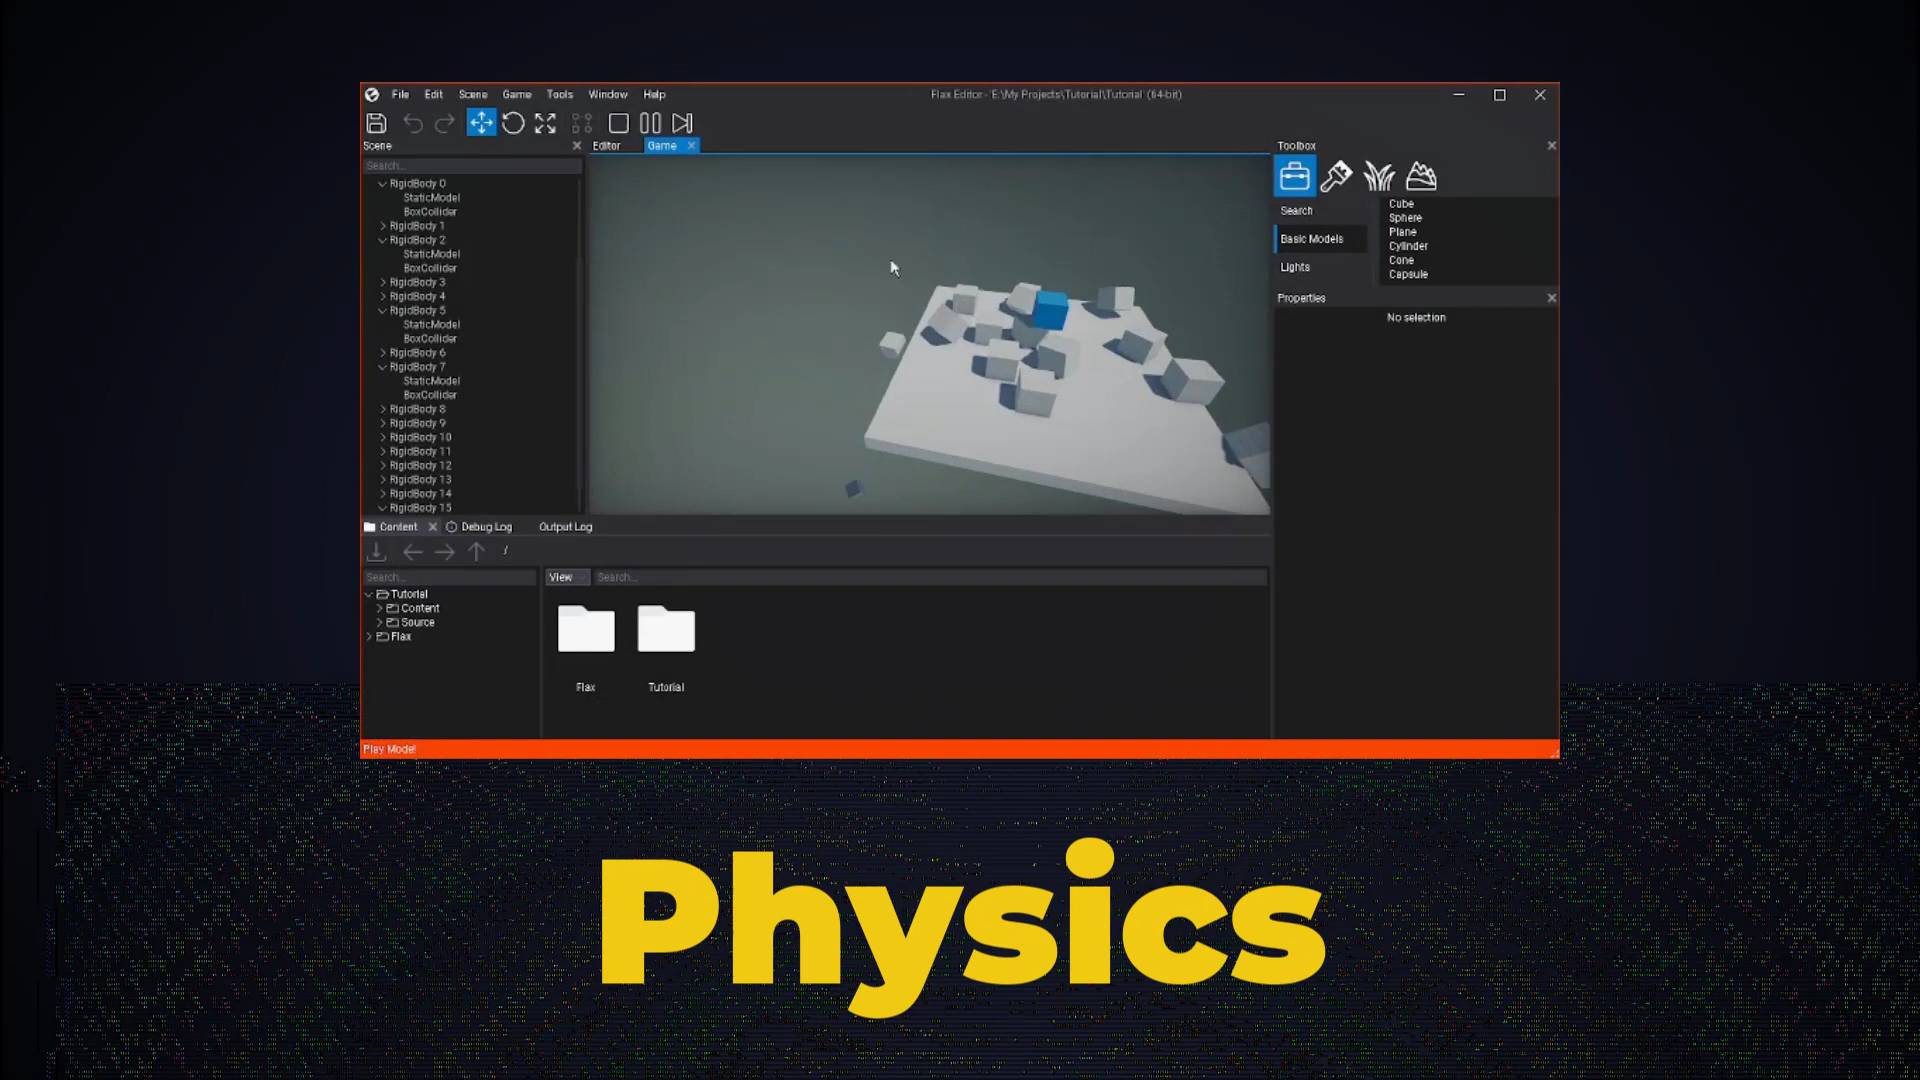 File Edit Scene Game Tools Window Help
Flax Editor - 'E:\My Projects\Tutorial\Tutorial' (64-bit)
Scene
Editor
Game
Toolbox
Search...
RigidBody 0
StaticModel
BoxCollider
RigidBody 1
RigidBody 2
StaticModel
BoxCollider
RigidBody 3
RigidBody 4
RigidBody 5
StaticModel
BoxCollider
RigidBody 6
RigidBody 7
StaticModel
BoxCollider
RigidBody 8
RigidBody 9
RigidBody 10
RigidBody 11
RigidBody 12
RigidBody 13
RigidBody 14
RigidBody 15
Search
Basic Models
Lights
Cube
Sphere
Plane
Cylinder
Cone
Capsule
Properties
No selection
Content
Debug Log
Output Log
/
Search...
Tutorial
Content
Source
Flax
View
Search...
Flax
Tutorial
Play Mode!
Physics